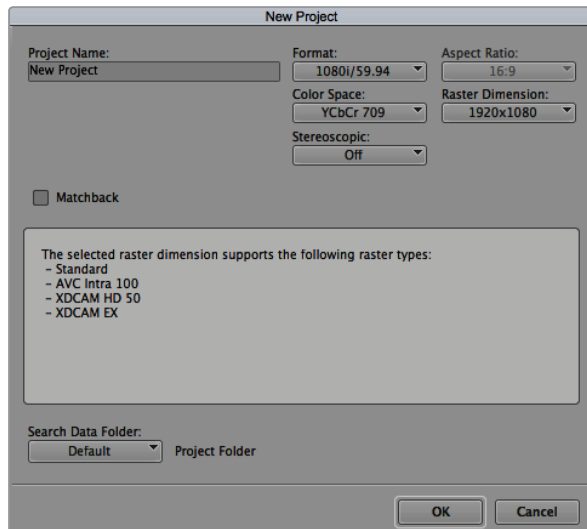 New Project
Project Name:
New Project
Format:
1080i/59.94
Aspect Ratio:
16:9
Color Space:
YCbCr 709
Raster Dimension:
1920x1080
Stereoscopic:
Off
Matchback
The selected raster dimension supports the following raster types:
- Standard
- AVC Intra 100
- XDCAM HD 50
- XDCAM EX
Search Data Folder:
Default
Project Folder
OK
Cancel